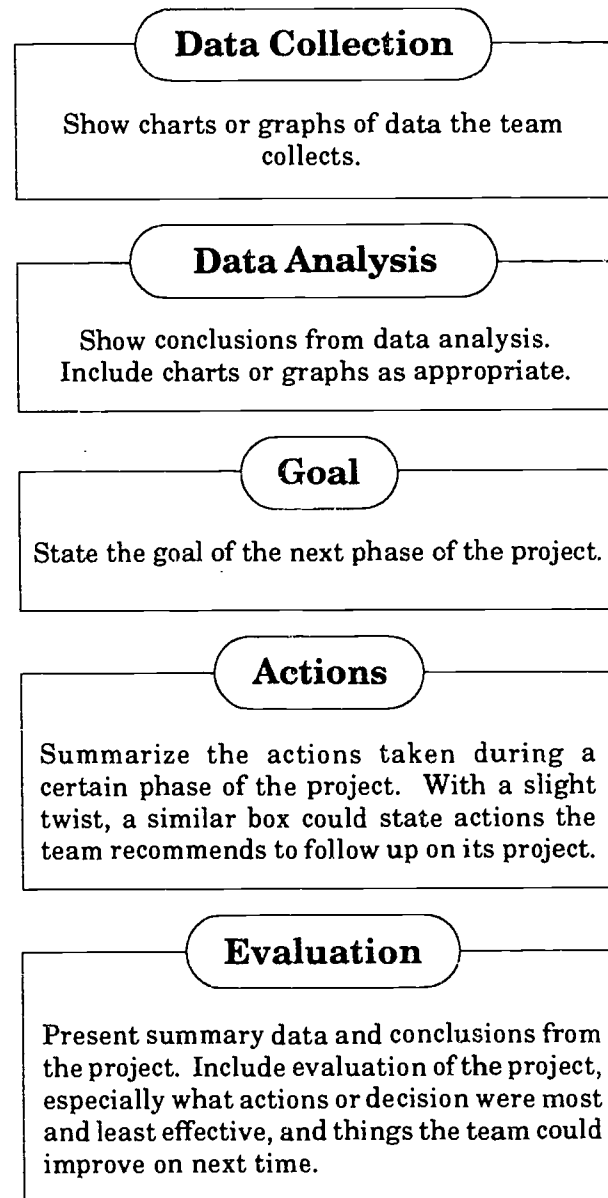 Data Collection
Show charts or graphs of data the team
collects.
Data Analysis
Show conclusions from data analysis.
Include charts or graphs as appropriate.
Goal
State the goal of the next phase of the project.
Actions
Summarize the actions taken during a
certain phase of the project. With a slight
twist, a similar box could state actions the
team recommends to follow up on its project.
Evaluation
Present summary data and conclusions from
the project. Include evaluation of the project,
especially what actions or decision were most
and least effective, and things the team could
improve on next time.